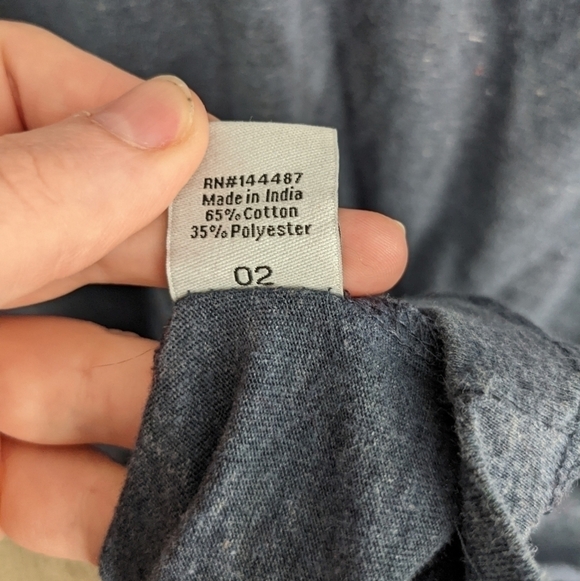 RN#144487
Made in India
65% Cotton
35% Polyester
02